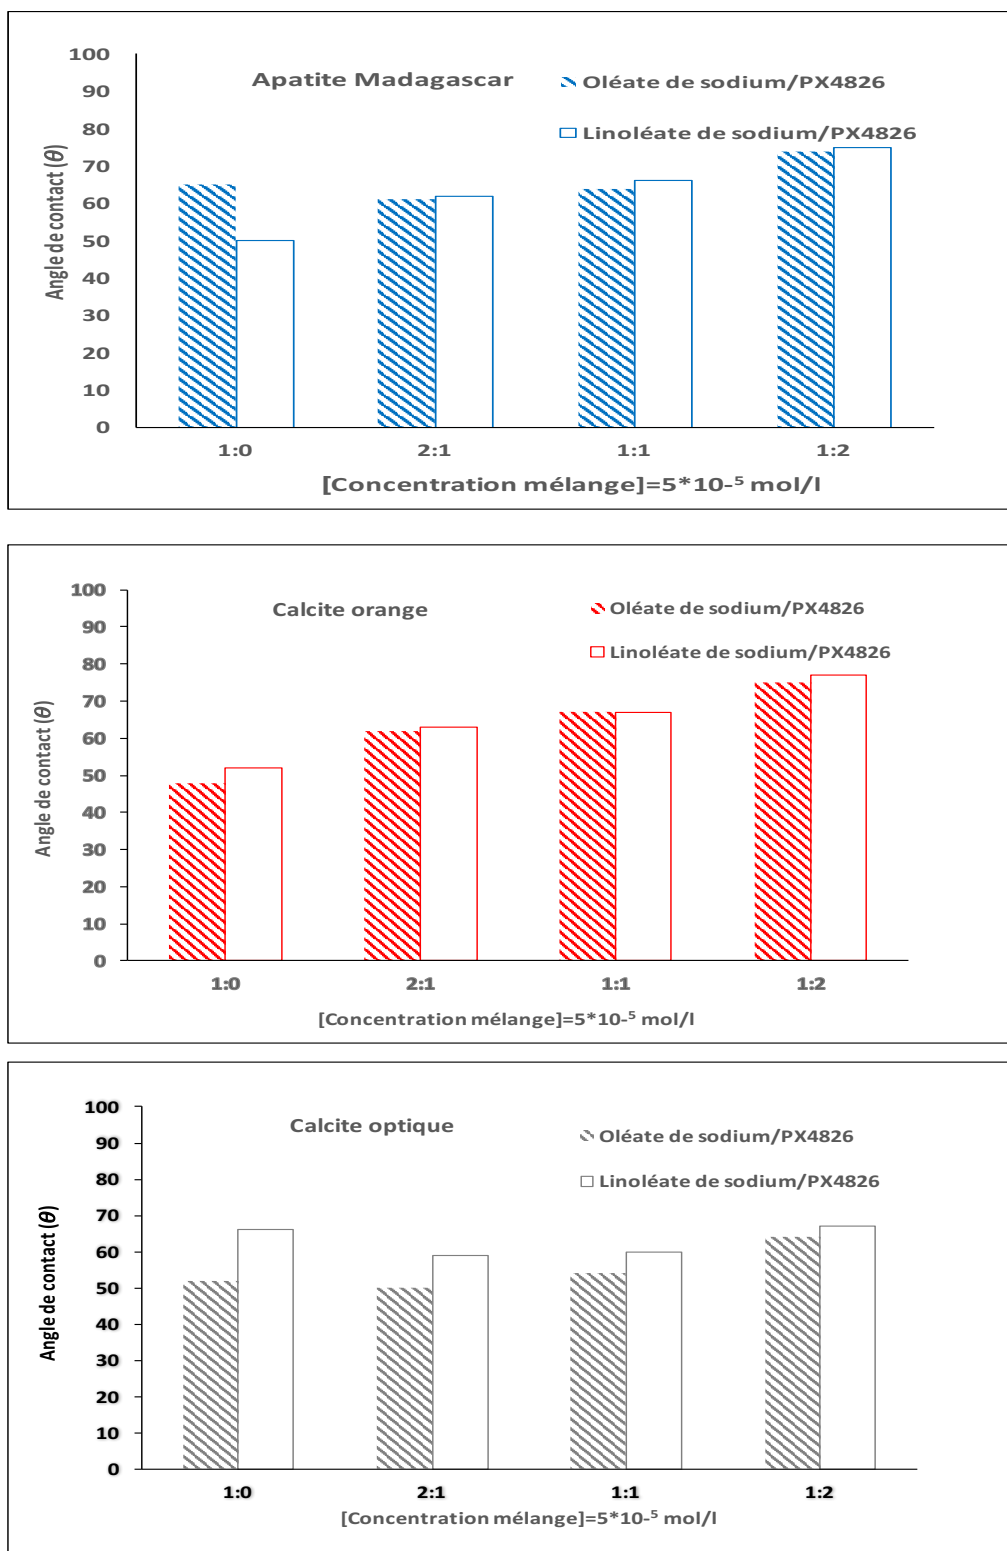 Apatite Madagascar
Oléate de sodium/PX4826
Linoléate de sodium/PX4826
Angle de contact (θ)
100
90
80
70
60
50
40
30
20
10
0
1:0 2:1 1:1 1:2
[Concentration mélange]=5*10-⁵ mol/l
Calcite orange
Oléate de sodium/PX4826
Linoléate de sodium/PX4826
Angle de contact (θ)
100
90
80
70
60
50
40
30
20
10
0
1:0 2:1 1:1 1:2
[Concentration mélange]=5*10-⁵ mol/l
Calcite optique
Oléate de sodium/PX4826
Linoléate de sodium/PX4826
Angle de contact (θ)
100
90
80
70
60
50
40
30
20
10
0
1:0 2:1 1:1 1:2
[Concentration mélange]=5*10-⁵ mol/l